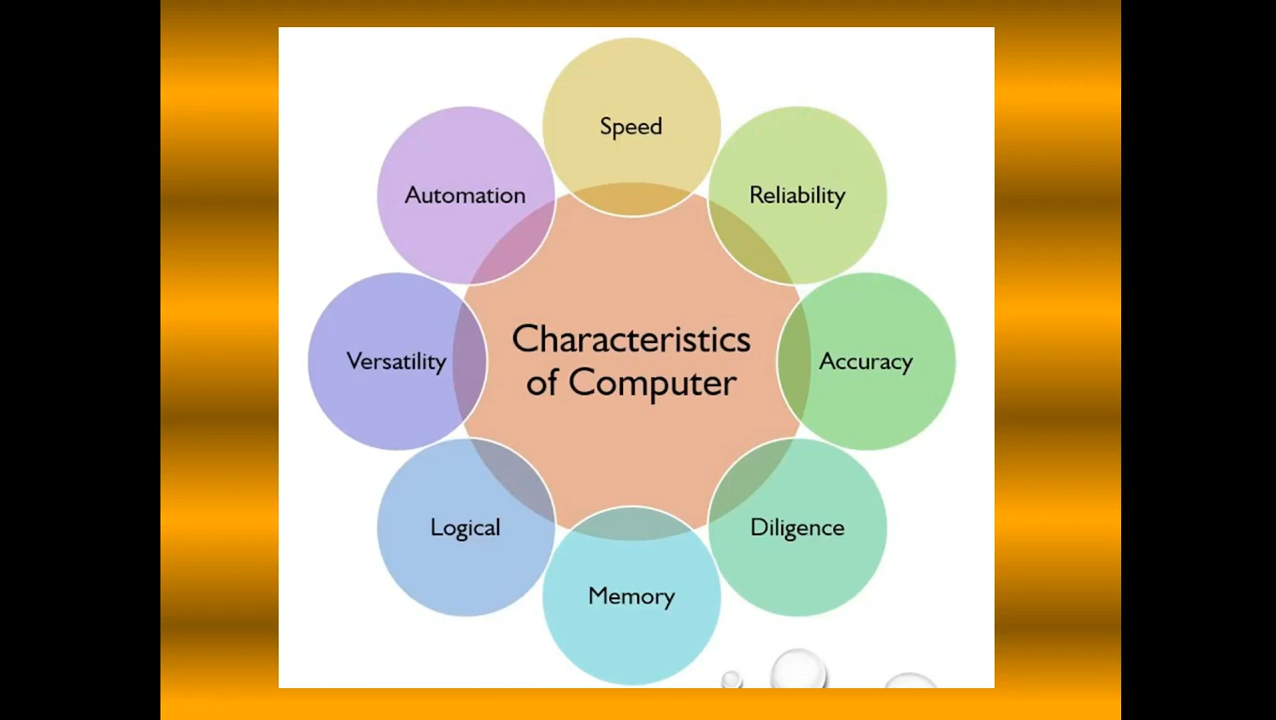 Speed
Automation
Reliability
Characteristics
of Computer
Versatility
Accuracy
Logical
Diligence
Memory